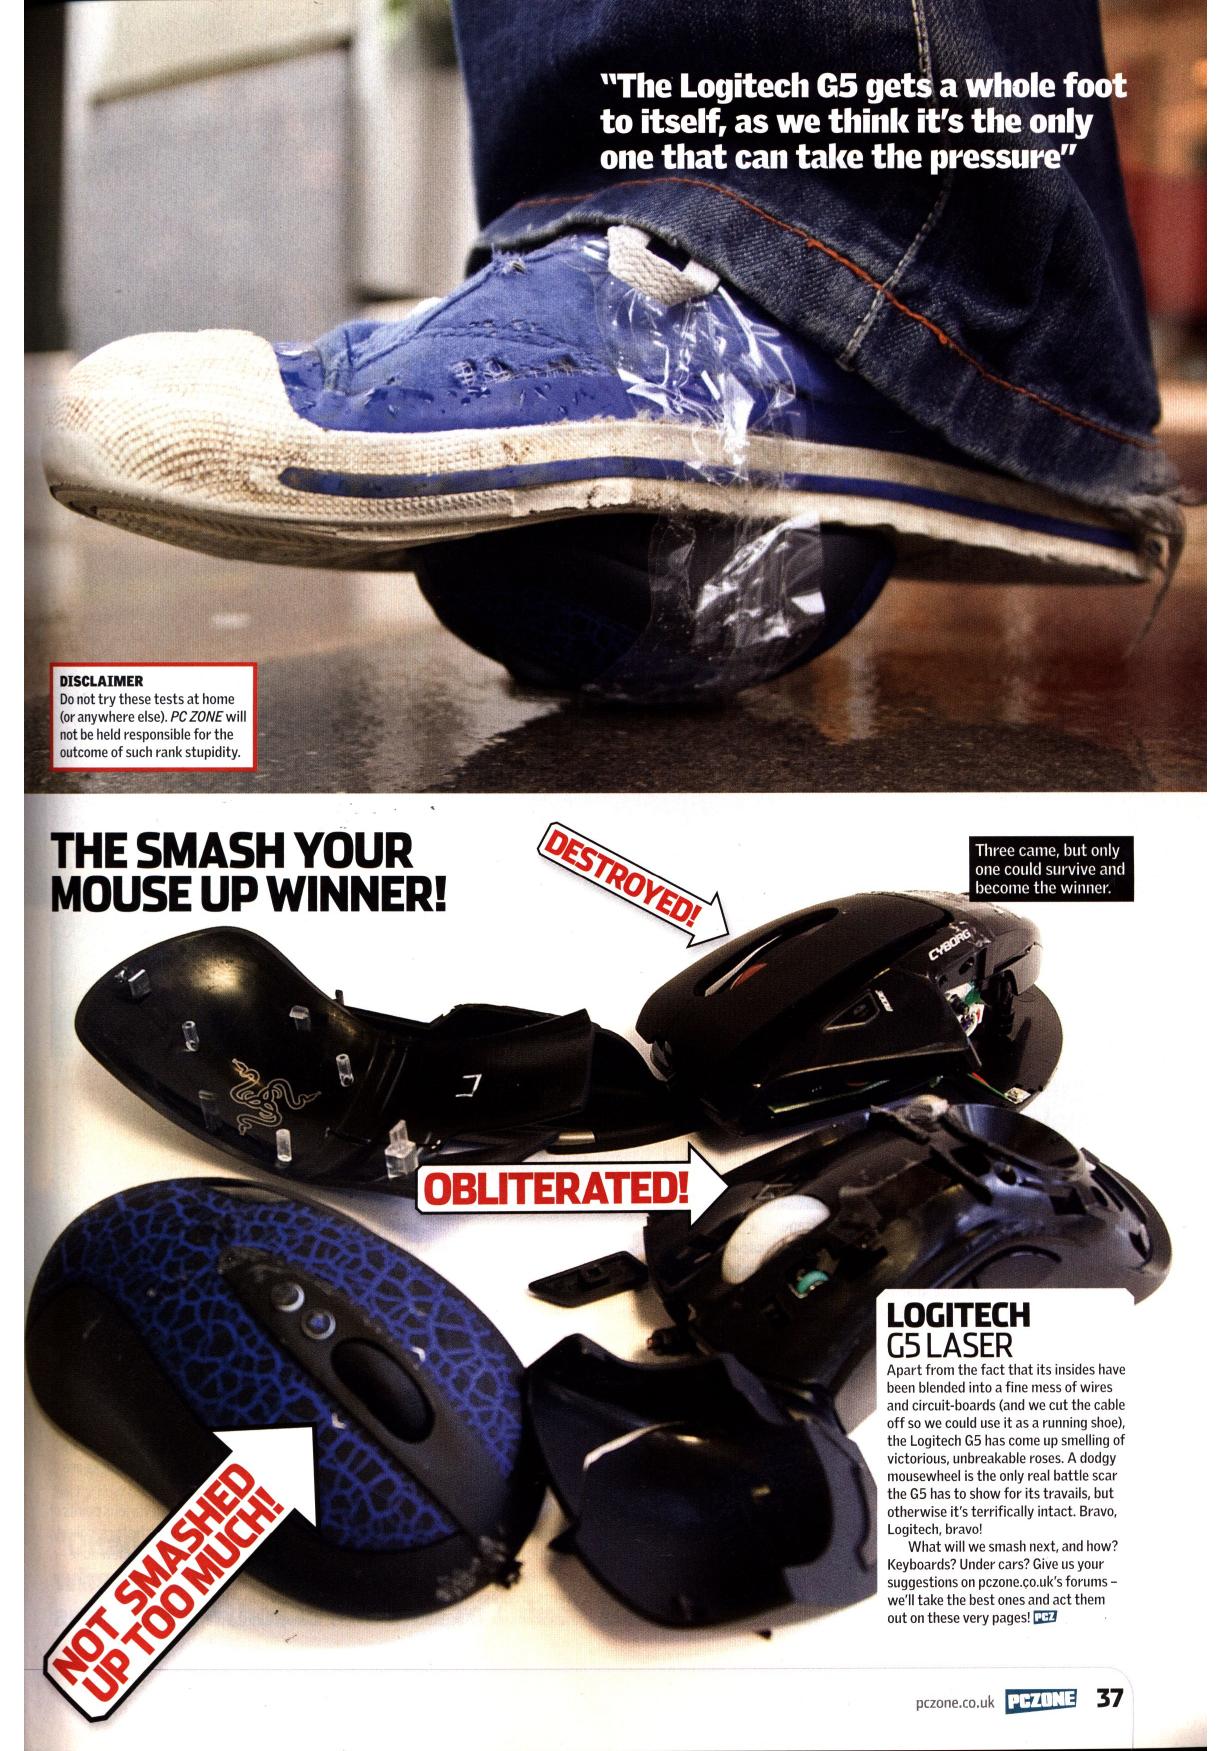 "The Logitech G5 gets a whole foot
to itself, as we think it's the only
one that can take the pressure"
DISCLAIMER
Do not try these tests at home
(or anywhere else). PC ZONE will
not be held responsible for the
outcome of such rank stupidity.
THE SMASH YOUR
MOUSE UP WINNER!
DESTROYED!
Three came, but only
one could survive and
become the winner.
CYBORG
OBLITERATED!
NOT SMASHED
UP TOO MUCH!
LOGITECH
G5 LASER
Apart from the fact that its insides have
been blended into a fine mess of wires
and circuit-boards (and we cut the cable
off so we could use it as a running shoe),
the Logitech G5 has come up smelling of
victorious, unbreakable roses. A dodgy
mousewheel is the only real battle scar
the G5 has to show for its travails, but
otherwise it's terrifically intact. Bravo,
Logitech, bravo!
What will we smash next, and how?
Keyboards? Under cars? Give us your
suggestions on pczone.co.uk's forums –
we'll take the best ones and act them
out on these very pages! PCZ
pczone.co.uk PCZONE 37